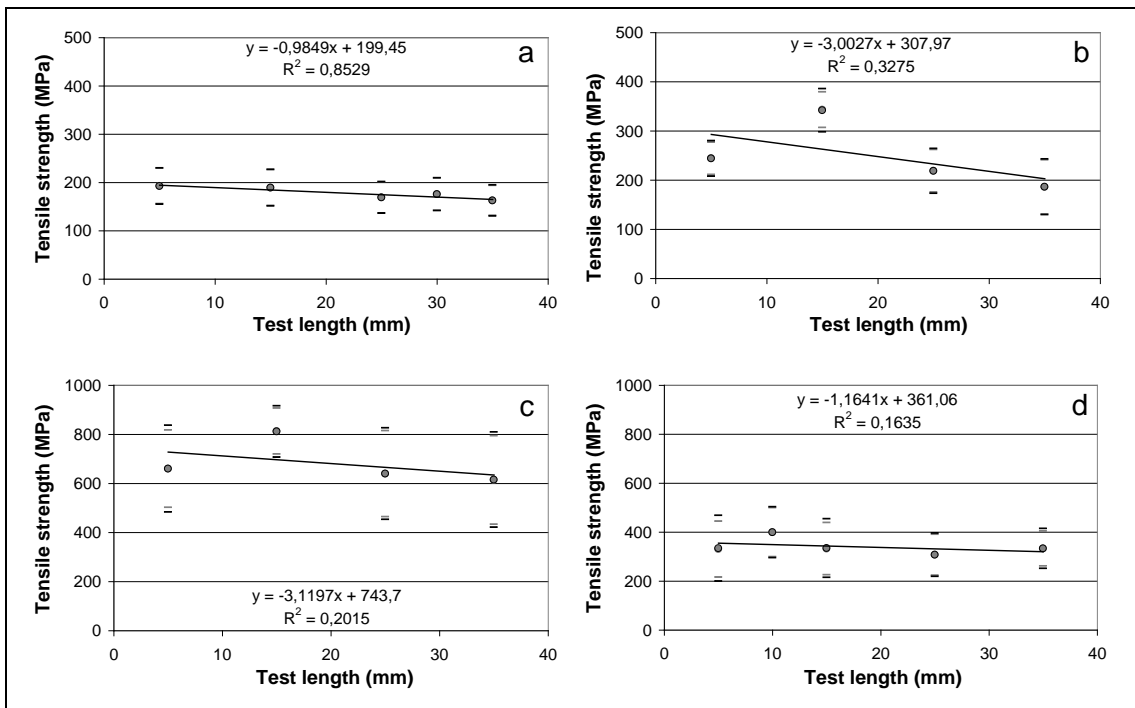 a
y = -0,9849x + 199,45
R² = 0,8529
Tensile strength (MPa)
500
400
300
200
100
0
0 10 20 30 40
Test length (mm)
b
y = -3,0027x + 307,97
R² = 0,3275
Tensile strength (MPa)
500
400
300
200
100
0
0 10 20 30 40
Test length (mm)
c
Tensile strength (MPa)
1000
800
600
400
200
0
y = -3,1197x + 743,7
R² = 0,2015
0 10 20 30 40
Test length (mm)
d
y = -1,1641x + 361,06
R² = 0,1635
Tensile strength (MPa)
1000
800
600
400
200
0
0 10 20 30 40
Test length (mm)